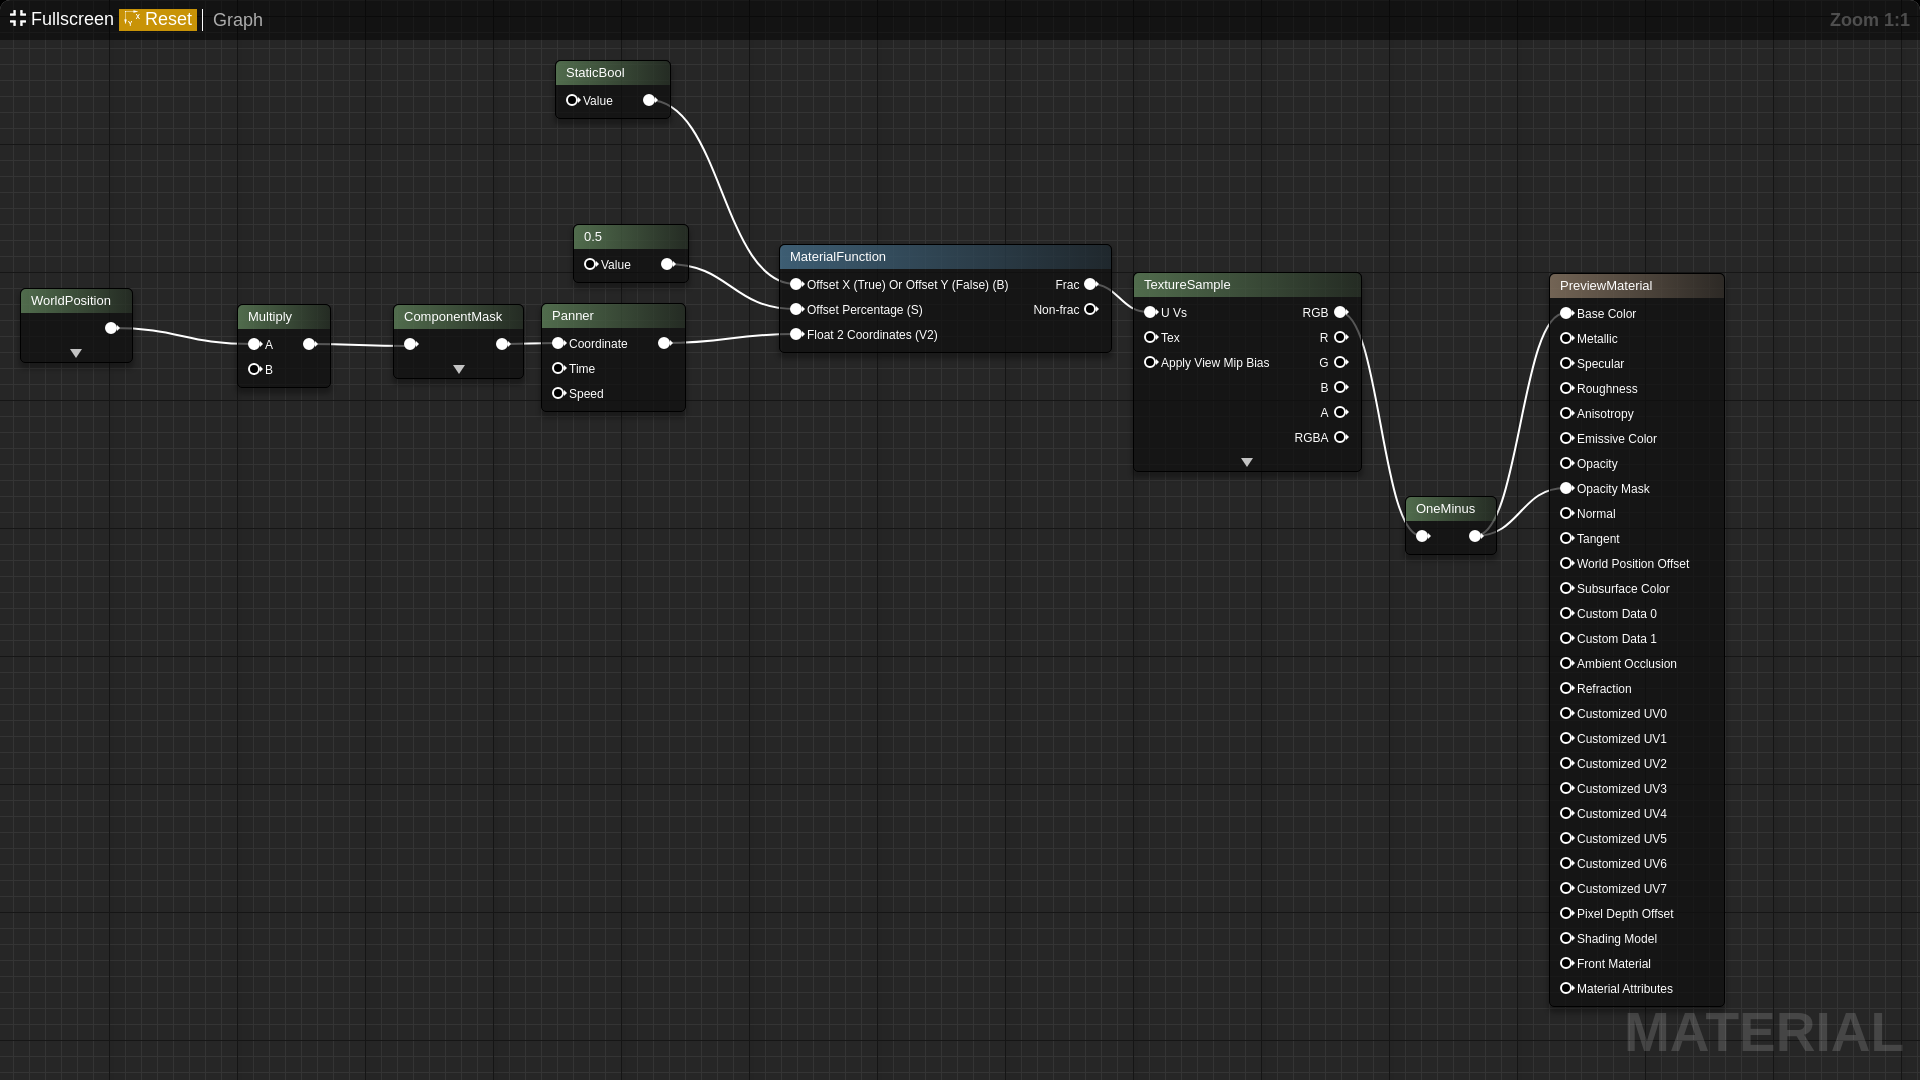 Fullscreen Reset Graph
Zoom 1:1
StaticBool
Value
0.5
Value
WorldPosition
Multiply
A
B
ComponentMask
Panner
Coordinate
Time
Speed
MaterialFunction
Offset X (True) Or Offset Y (False) (B) Frac
Offset Percentage (S) Non-frac
Float 2 Coordinates (V2)
TextureSample
U Vs RGB
Tex R
Apply View Mip Bias G
B
A
RGBA
OneMinus
PreviewMaterial
Base Color
Metallic
Specular
Roughness
Anisotropy
Emissive Color
Opacity
Opacity Mask
Normal
Tangent
World Position Offset
Subsurface Color
Custom Data 0
Custom Data 1
Ambient Occlusion
Refraction
Customized UV0
Customized UV1
Customized UV2
Customized UV3
Customized UV4
Customized UV5
Customized UV6
Customized UV7
Pixel Depth Offset
Shading Model
Front Material
Material Attributes
MATERIAL